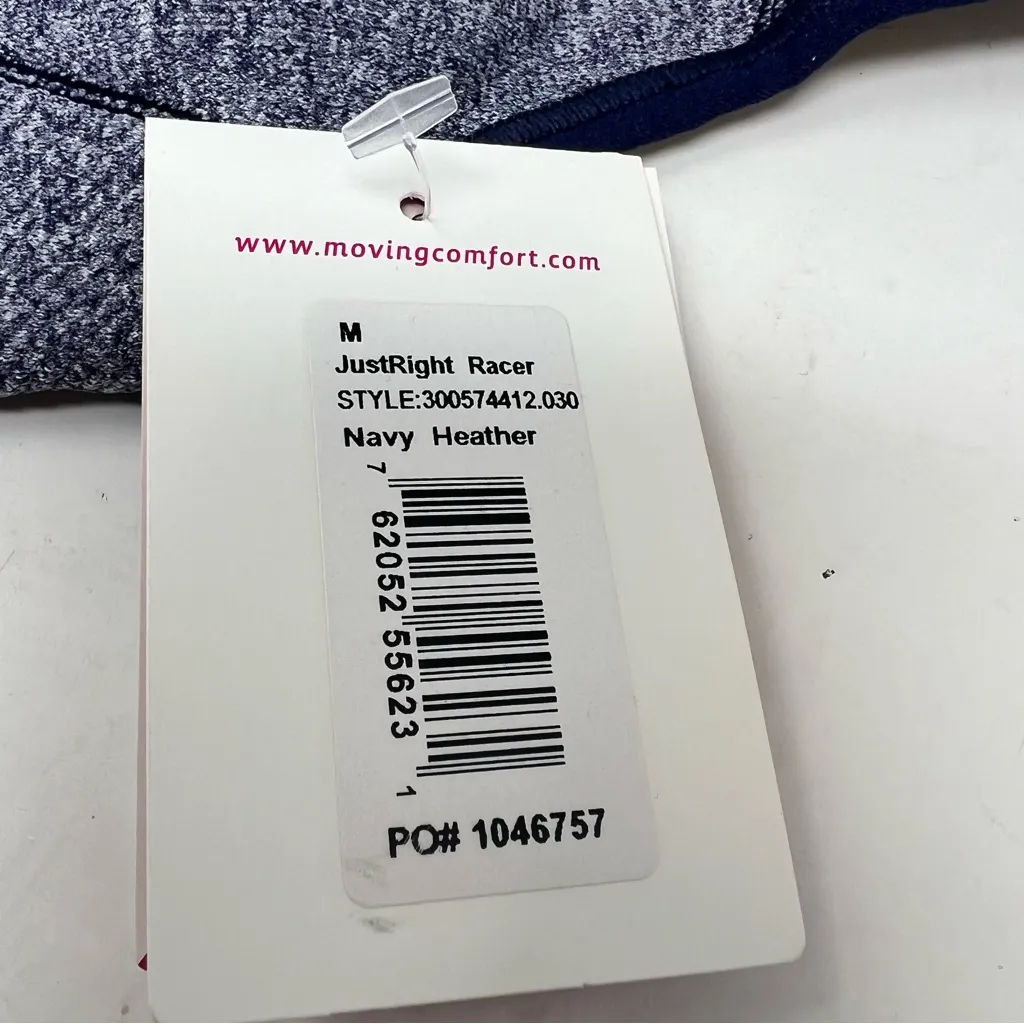 www.movingcomfort.com
M
JustRight Racer
STYLE:300574412.030
Navy Heather
7 62052 55623 1
PO# 1046757